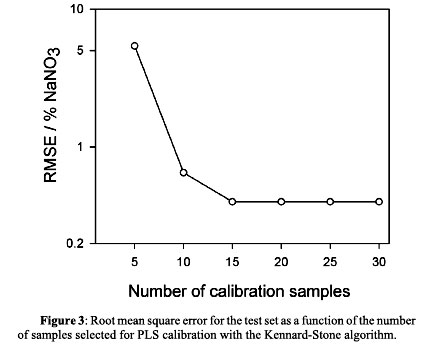 10
5
1
0.2
RMSE / % NaNO3
5 10 15 20 25 30
Number of calibration samples
Figure 3: Root mean square error for the test set as a function of the number
of samples selected for PLS calibration with the Kennard-Stone algorithm.